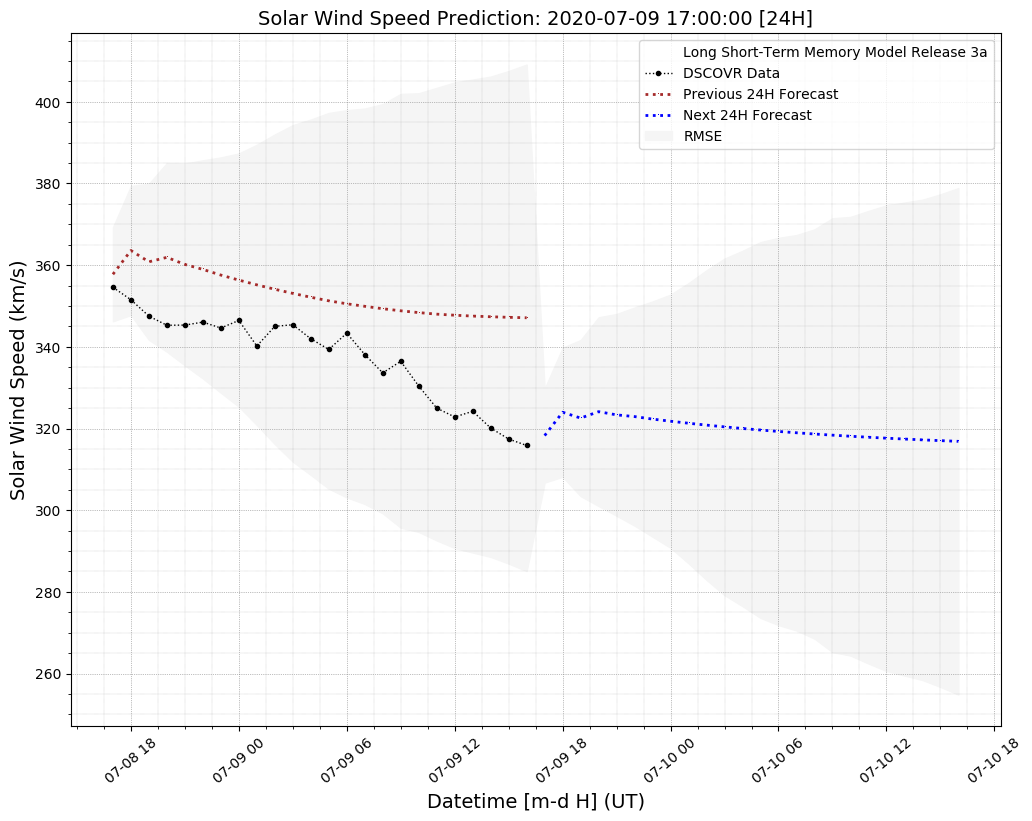 Solar Wind Speed Prediction: 2020-07-09 17:00:00 [24H]
Long Short-Term Memory Model Release 3a
DSCOVR Data
Previous 24H Forecast
Next 24H Forecast
RMSE
Solar Wind Speed (km/s)
400
380
360
340
320
300
280
260
07-08 18
07-09 00
07-09 06
07-09 12
07-09 18
07-10 00
07-10 06
07-10 12
07-10 18
Datetime [m-d H] (UT)